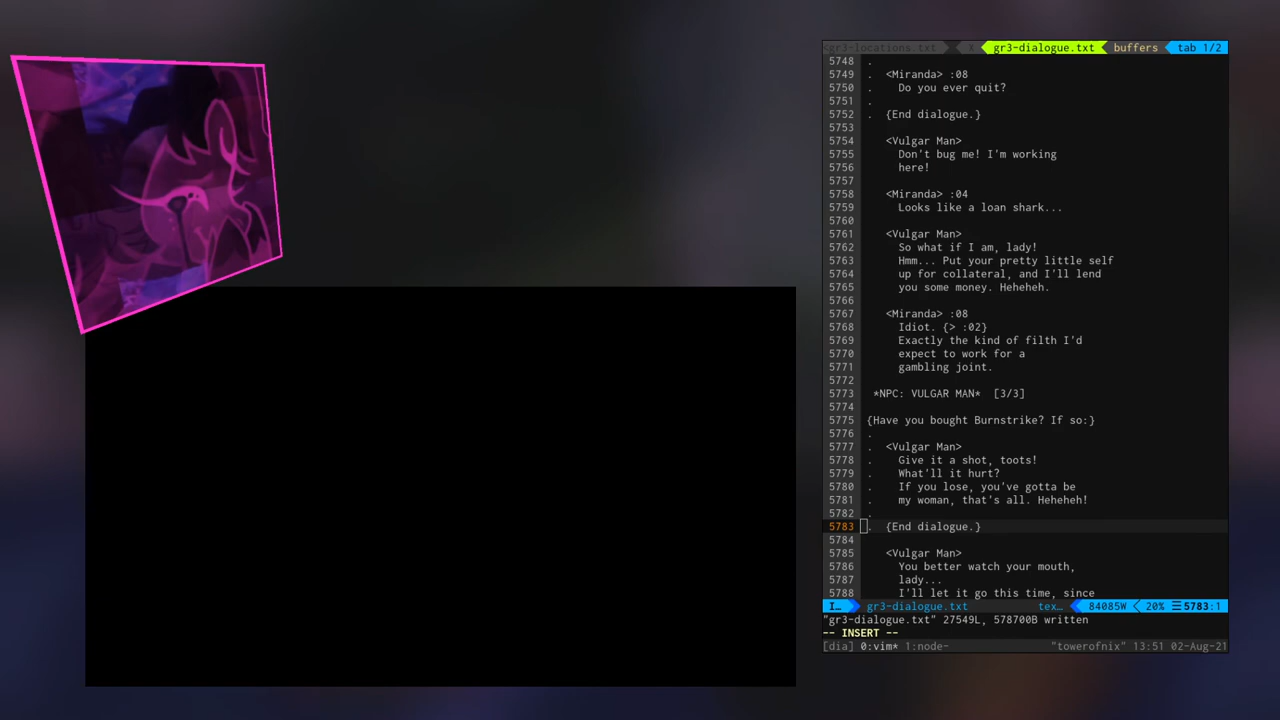 <gr3-locations.txt X gr3-dialogue.txt buffers tab 1/2
5748 .
5749 . <Miranda> :08
5750 . Do you ever quit?
5751 .
5752 . {End dialogue.}
5753
5754 <Vulgar Man>
5755 Don't bug me! I'm working
5756 here!
5757
5758 <Miranda> :04
5759 Looks like a loan shark...
5760
5761 <Vulgar Man>
5762 So what if I am, lady!
5763 Hmm... Put your pretty little self
5764 up for collateral, and I'll lend
5765 you some money. Heheheh.
5766
5767 <Miranda> :08
5768 Idiot. {> :02}
5769 Exactly the kind of filth I'd
5770 expect to work for a
5771 gambling joint.
5772
5773 *NPC: VULGAR MAN* [3/3]
5774
5775 {Have you bought Burnstrike? If so:}
5776 .
5777 . <Vulgar Man>
5778 . Give it a shot, toots!
5779 . What'll it hurt?
5780 . If you lose, you've gotta be
5781 . my woman, that's all. Heheheh!
5782 .
5783 . {End dialogue.}
5784
5785 <Vulgar Man>
5786 You better watch your mouth,
5787 lady...
5788 I'll let it go this time, since
I… gr3-dialogue.txt tex… 84085W 20% ☰5783:1
"gr3-dialogue.txt" 27549L, 578700B written
-- INSERT --
[dia] 0:vim* 1:node- "towerofnix" 13:51 02-Aug-21